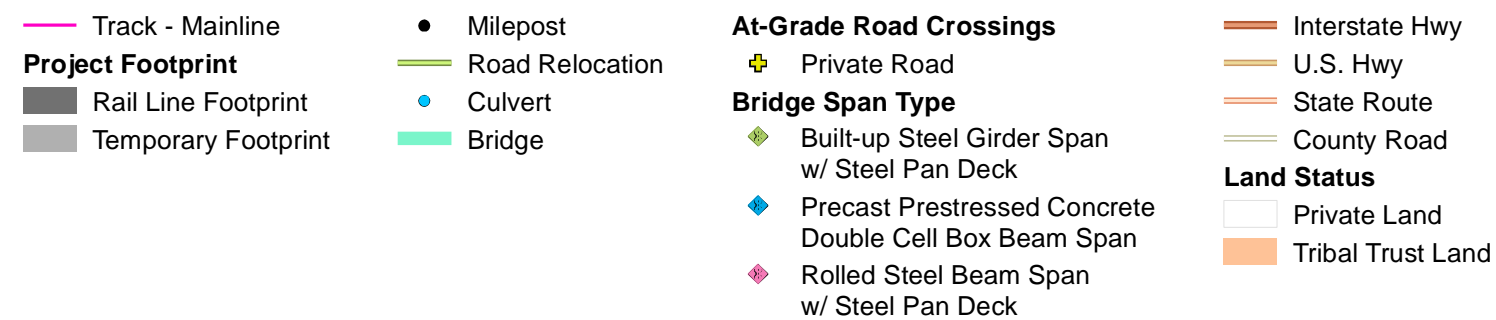 Track - Mainline
Project Footprint
Rail Line Footprint
Temporary Footprint
Milepost
Road Relocation
Culvert
Bridge
At-Grade Road Crossings
Private Road
Bridge Span Type
Built-up Steel Girder Span
w/ Steel Pan Deck
Precast Prestressed Concrete
Double Cell Box Beam Span
Rolled Steel Beam Span
w/ Steel Pan Deck
Interstate Hwy
U.S. Hwy
State Route
County Road
Land Status
Private Land
Tribal Trust Land